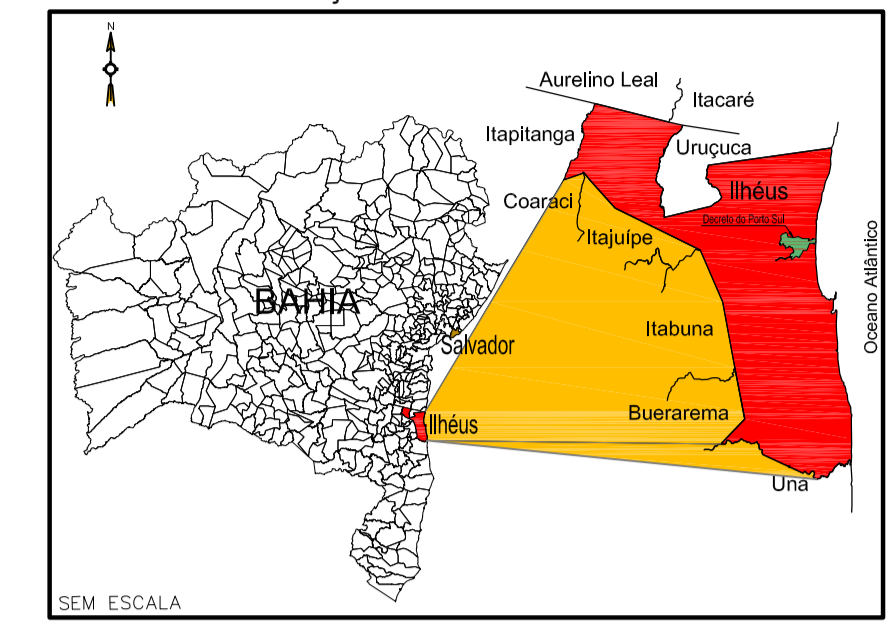 N
Aurelino Leal
Itacaré
Itapitanga
Uruçuca
Ilhéus
Decreto do Porto Sul
Coaraci
Itajuípe
Oceano Atlântico
BAHIA
Itabuna
Salvador
Buerarema
Ilhéus
Una
SEM ESCALA